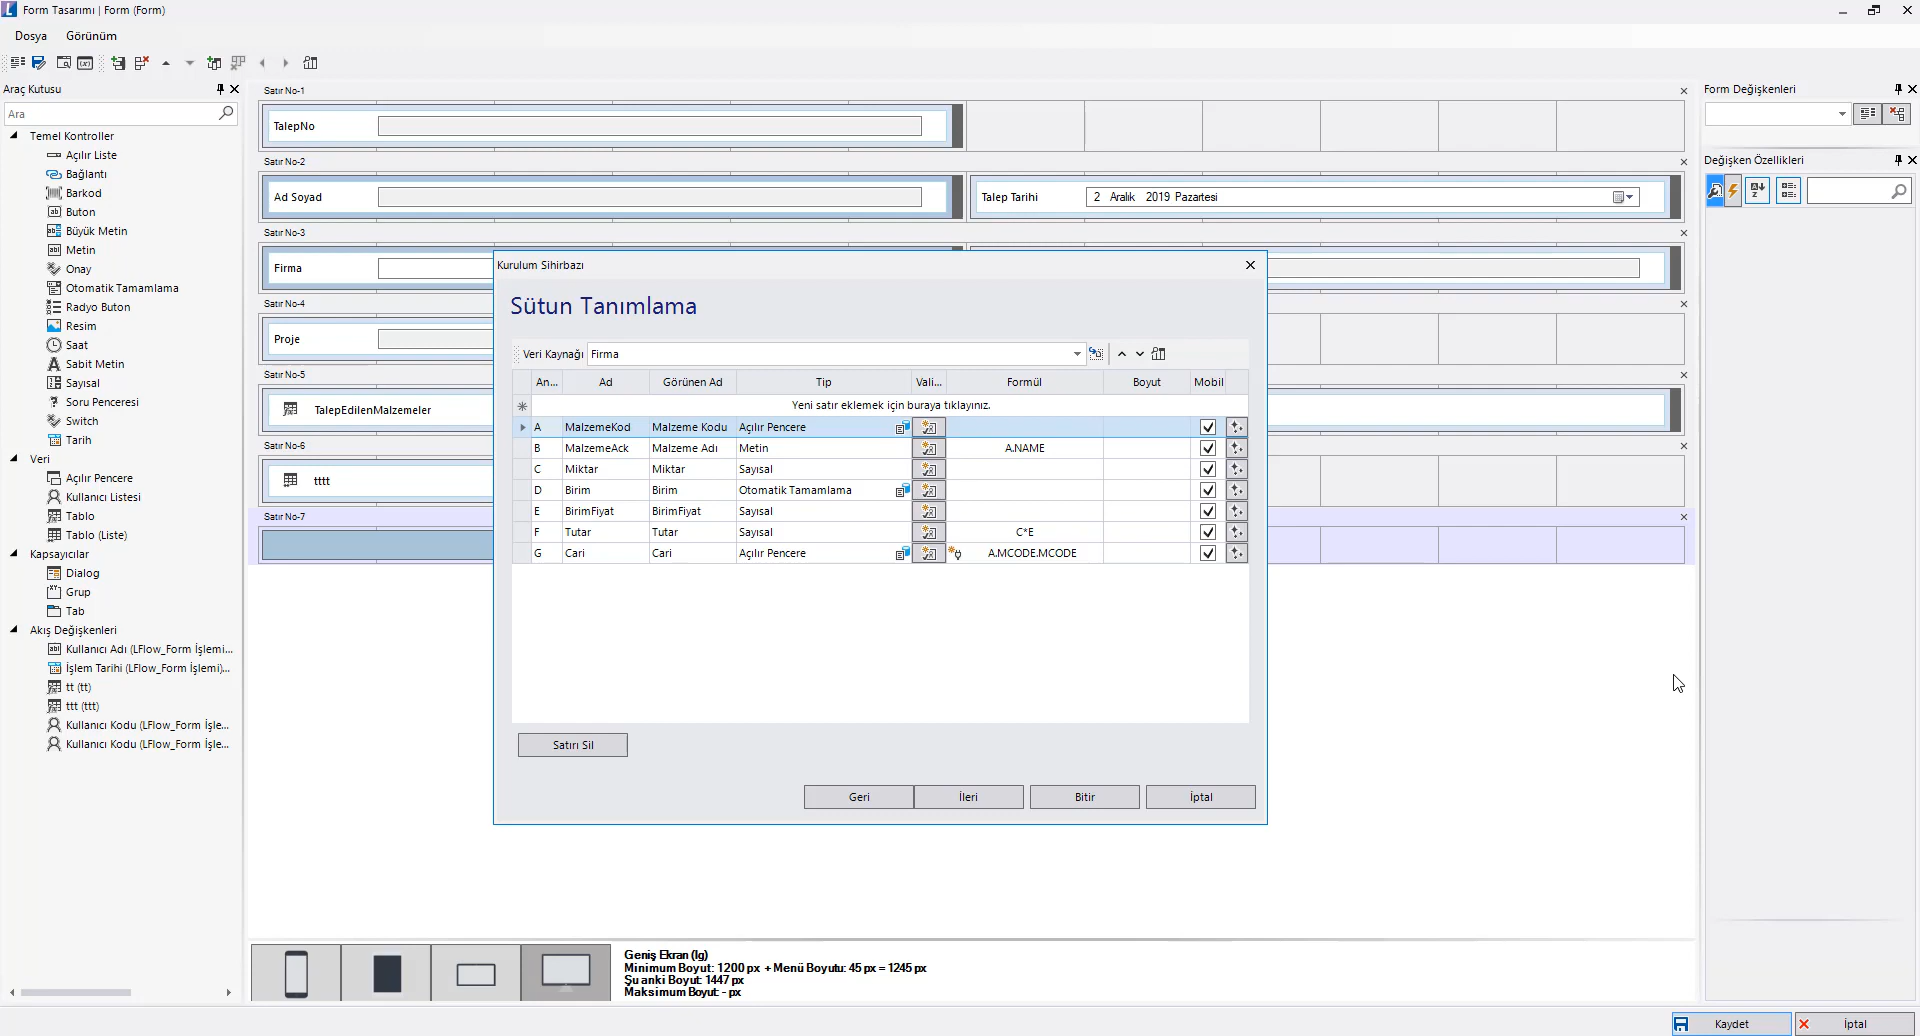 Form Tasarımı | Form (Form)
Dosya Görünüm
Araç Kutusu
Ara
Temel Kontroller
Açılır Liste
Bağlantı
Barkod
Buton
Büyük Metin
Metin
Onay
Otomatik Tamamlama
Radyo Buton
Resim
Saat
Sabit Metin
Sayısal
Soru Penceresi
Switch
Tarih
Veri
Açılır Pencere
Kullanıcı Listesi
Tablo
Tablo (Liste)
Kapsayıcılar
Dialog
Grup
Tab
Akış Değişkenleri
Kullanıcı Adı (LFlow_Form İşlemi...
İşlem Tarihi (LFlow_Form İşlemi)...
tt (tt)
ttt (ttt)
Kullanıcı Kodu (LFlow_Form İşle...
Kullanıcı Kodu (LFlow_Form İşle...
Satır No-1
TalepNo
Satır No-2
Ad Soyad
Talep Tarihi 2 Aralık 2019 Pazartesi
Satır No-3
Firma
Satır No-4
Proje
Satır No-5
TalepEdilenMalzemeler
Satır No-6
tttt
Satır No-7
Kurulum Sihirbazı
Sütun Tanımlama
Veri Kaynağı Firma
An... Ad Görünen Ad Tip Vali... Formül Boyut Mobil
Yeni satır eklemek için buraya tıklayınız.
A MalzemeKod Malzeme Kodu Açılır Pencere
B MalzemeAck Malzeme Adı Metin A.NAME
C Miktar Miktar Sayısal
D Birim Birim Otomatik Tamamlama
E BirimFiyat BirimFiyat Sayısal
F Tutar Tutar Sayısal C*E
G Cari Cari Açılır Pencere A.MCODE.MCODE
Satırı Sil
Geri İleri Bitir İptal
Form Değişkenleri
Değişken Özellikleri
Geniş Ekran (lg)
Minimum Boyut: 1200 px + Menü Boyutu: 45 px = 1245 px
Şu anki Boyut: 1447 px
Maksimum Boyut: - px
Kaydet İptal